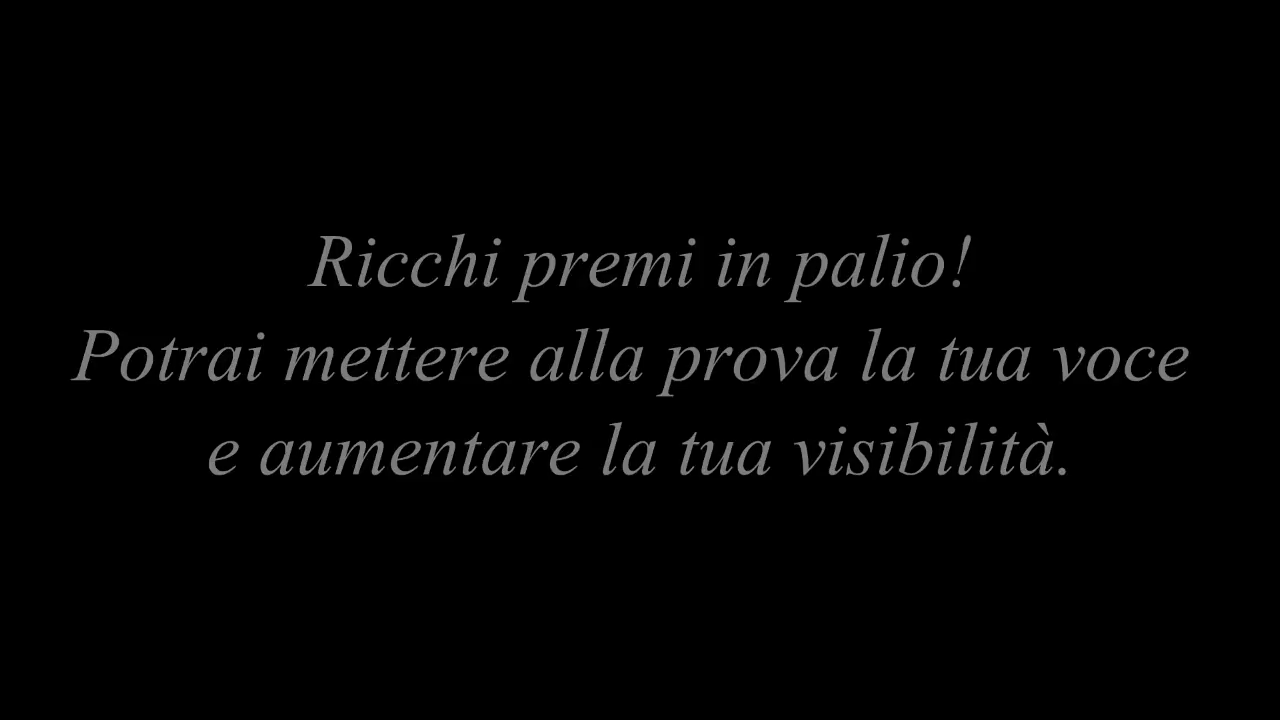 Ricchi premi in palio!
Potrai mettere alla prova la tua voce
e aumentare la tua visibilità.